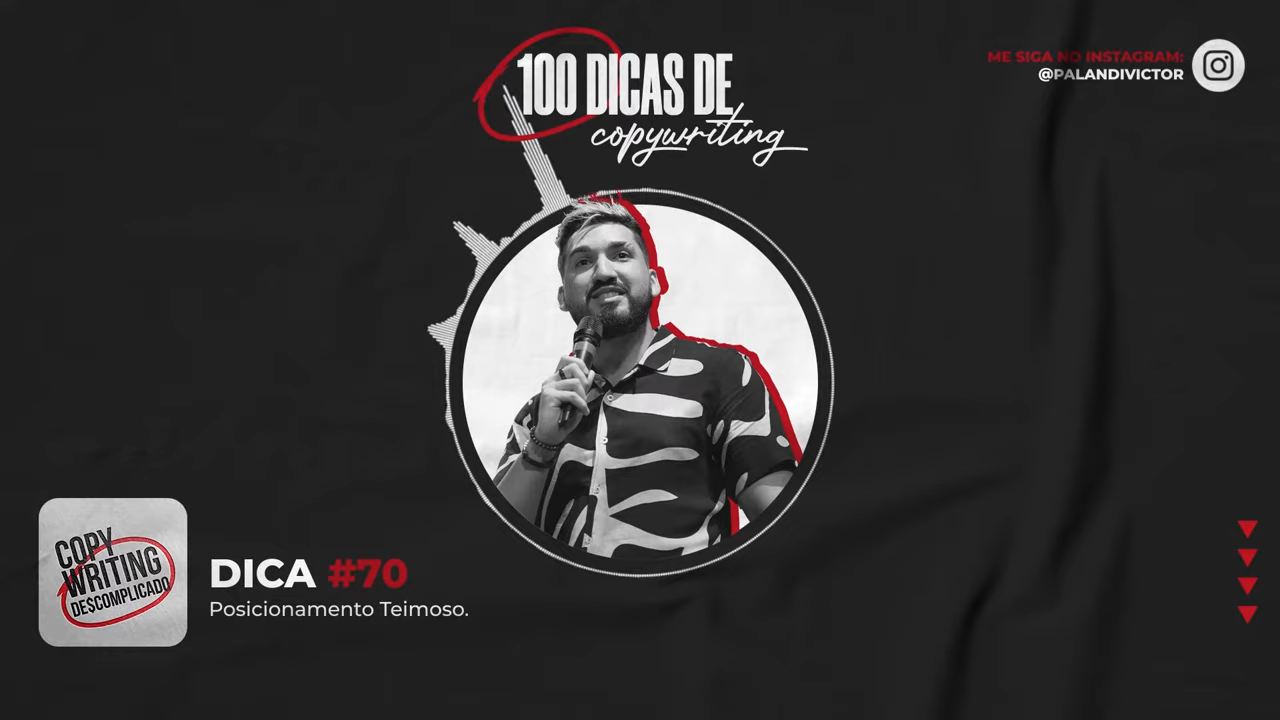 100 DICAS DE
copywriting
ME SIGA NO INSTAGRAM:
@PALANDIVICTOR
COPY
WRITING
DESCOMPLICADO
DICA #70
Posicionamento Teimoso.